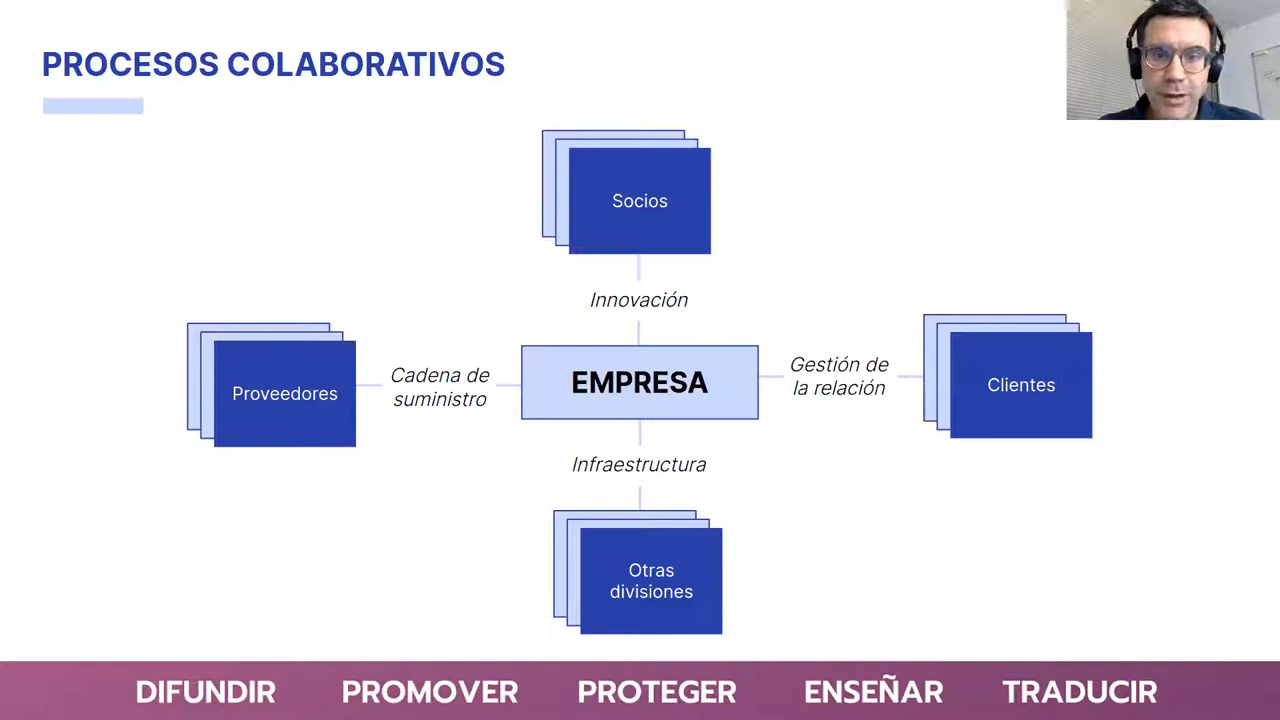 PROCESOS COLABORATIVOS
Socios
Innovación
Proveedores
Cadena de
suministro
EMPRESA
Gestión de
la relación
Clientes
Infraestructura
Otras
divisiones
DIFUNDIR PROMOVER PROTEGER ENSEÑAR TRADUCIR